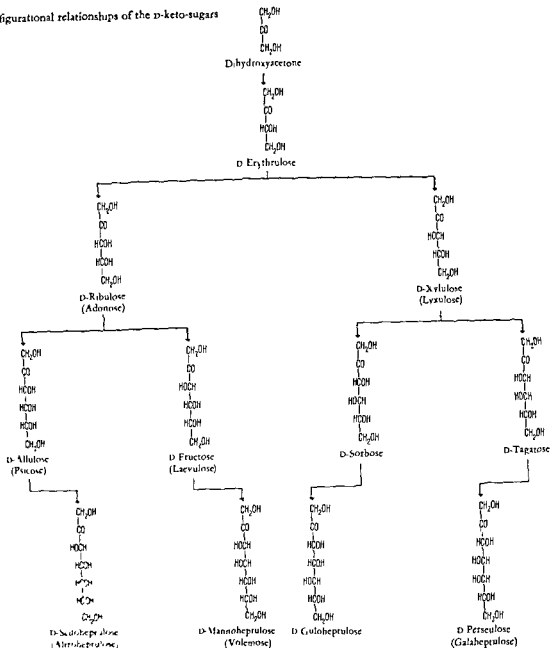 figurational relationships of the D-keto-sugars
CH₂OH
CO
CH₂OH
Dihydroxyacetone
CH₂OH
CO
HCOH
CH₂OH
D Erythrulose
CH₂OH
CO
HCOH
HCOH
CH₂OH
D-Ribulose
(Adonose)
CH₂OH
CO
HOCH
HCOH
CH₂OH
D-Xylulose
(Lyxulose)
CH₂OH
CO
HCOH
HCOH
HCOH
CH₂OH
D-Allulose
(Psicose)
CH₂OH
CO
HOCH
HCOH
HCOH
CH₂OH
D Fructose
(Laevulose)
CH₂OH
CO
HCOH
HOCH
HCOH
CH₂OH
D-Sorbose
CH₂OH
CO
HOCH
HOCH
HCOH
CH₂OH
D-Tagatose
CH₂OH
CO
HOCH
HCOH
CH₂OH
D-Sedoheptulose
(Altroheptulose)
CH₂OH
CO
HOCH
HOCH
HCOH
HCOH
CH₂OH
D-Mannoheptulose
(Volemose)
CH₂OH
CO
HCOH
HCOH
HOCH
HCOH
CH₂OH
D Guloheptulose
CH₂OH
CO
HOCH
HCOH
CH₂OH
D Perseulose
(Galaheptulose)